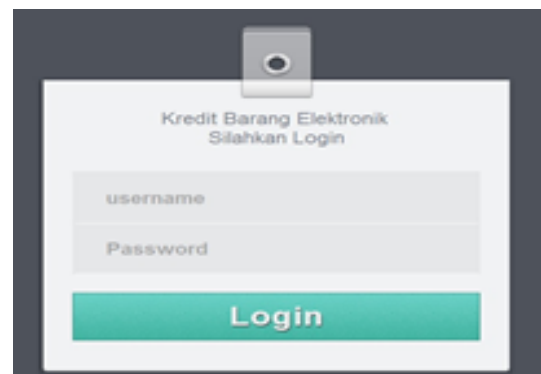 Kredit Barang Elektronik
Silahkan Login
username
Password
Login